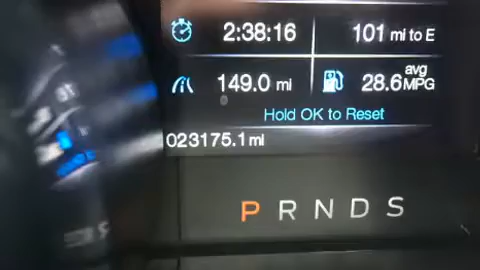 2:38:16 101 mi to E
149.0 mi 28.6 avg MPG
Hold OK to Reset
023175.1 mi
P R N D S